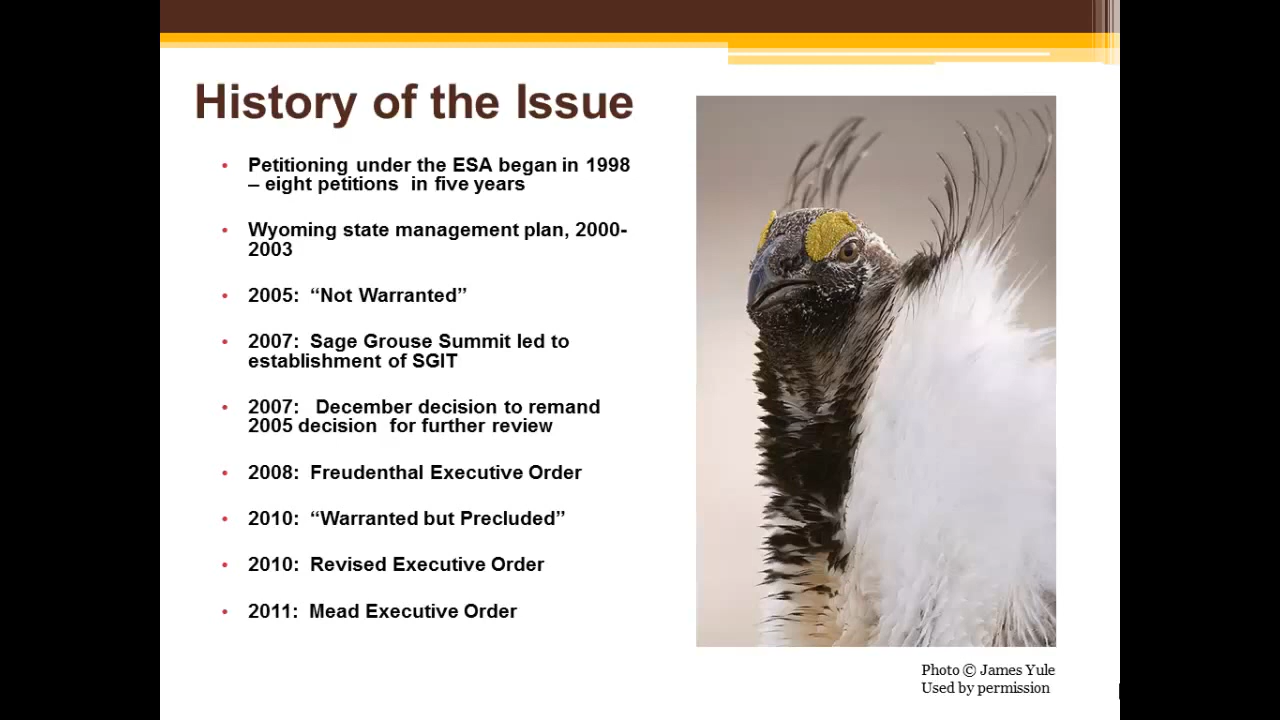 History of the Issue
• Petitioning under the ESA began in 1998
– eight petitions in five years
• Wyoming state management plan, 2000-
2003
• 2005: “Not Warranted”
• 2007: Sage Grouse Summit led to
establishment of SGIT
• 2007: December decision to remand
2005 decision for further review
• 2008: Freudenthal Executive Order
• 2010: “Warranted but Precluded”
• 2010: Revised Executive Order
• 2011: Mead Executive Order
Photo © James Yule
Used by permission